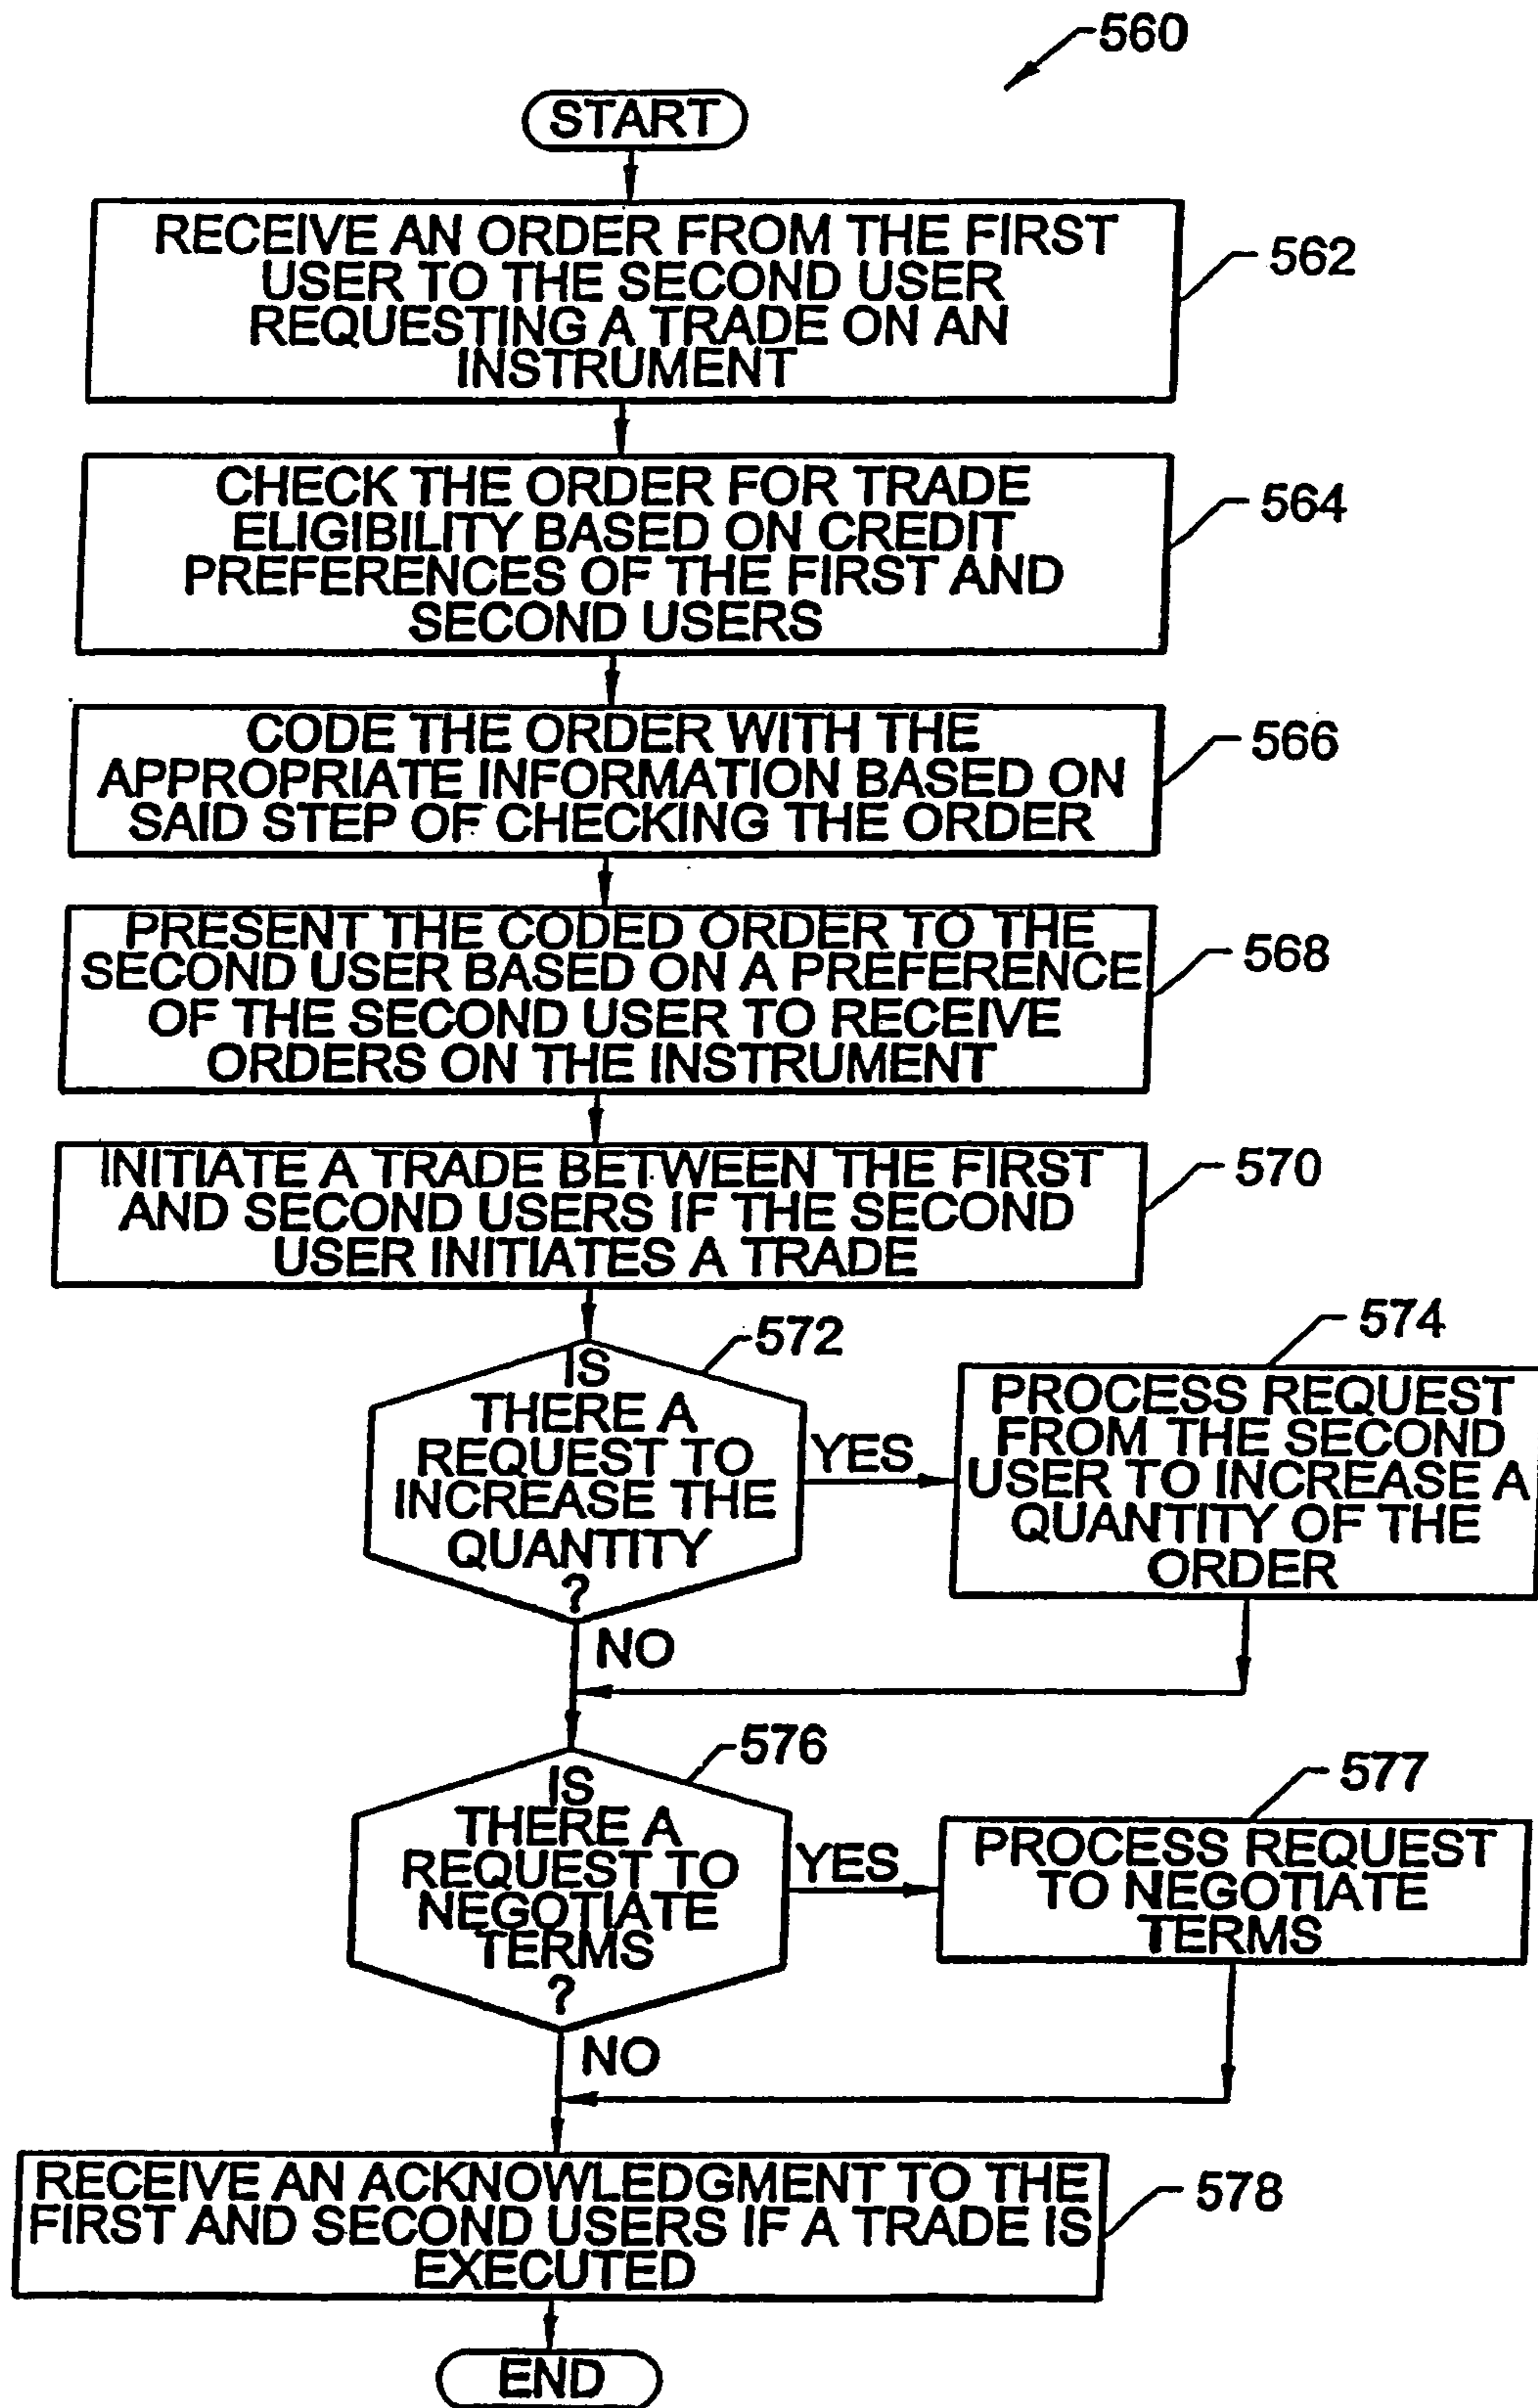 560
START
RECEIVE AN ORDER FROM THE FIRST
USER TO THE SECOND USER
REQUESTING A TRADE ON AN
INSTRUMENT
562
CHECK THE ORDER FOR TRADE
ELIGIBILITY BASED ON CREDIT
PREFERENCES OF THE FIRST AND
SECOND USERS
564
CODE THE ORDER WITH THE
APPROPRIATE INFORMATION BASED ON
SAID STEP OF CHECKING THE ORDER
566
PRESENT THE CODED ORDER TO THE
SECOND USER BASED ON A PREFERENCE
OF THE SECOND USER TO RECEIVE
ORDERS ON THE INSTRUMENT
568
INITIATE A TRADE BETWEEN THE FIRST
AND SECOND USERS IF THE SECOND
USER INITIATES A TRADE
570
572
IS
THERE A
REQUEST TO
INCREASE THE
QUANTITY
?
YES
574
PROCESS REQUEST
FROM THE SECOND
USER TO INCREASE A
QUANTITY OF THE
ORDER
NO
576
IS
THERE A
REQUEST TO
NEGOTIATE
TERMS
?
YES
577
PROCESS REQUEST
TO NEGOTIATE
TERMS
NO
RECEIVE AN ACKNOWLEDGMENT TO THE
FIRST AND SECOND USERS IF A TRADE IS
EXECUTED
578
END